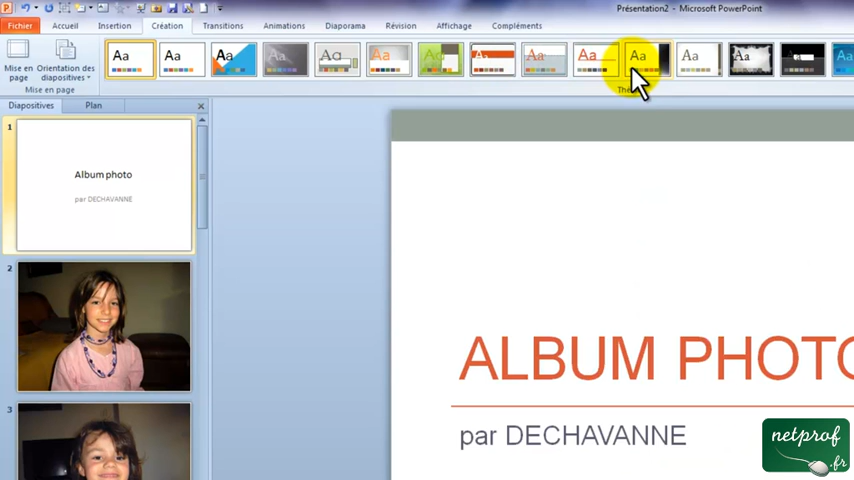 Présentation2 - Microsoft PowerPoint
Fichier Accueil Insertion Création Transitions Animations Diaporama Révision Affichage Compléments
Aa Aa Aa Aa Aa Aa Aa Aa Aa Aa Aa Aa Aa Aa Aa
Mise en page
Orientation des diapositives
Mise en page
Diapositives Plan
1
Album photo
par DECHAVANNE
2
3
ALBUM PHOTO
par DECHAVANNE
netprof
.fr